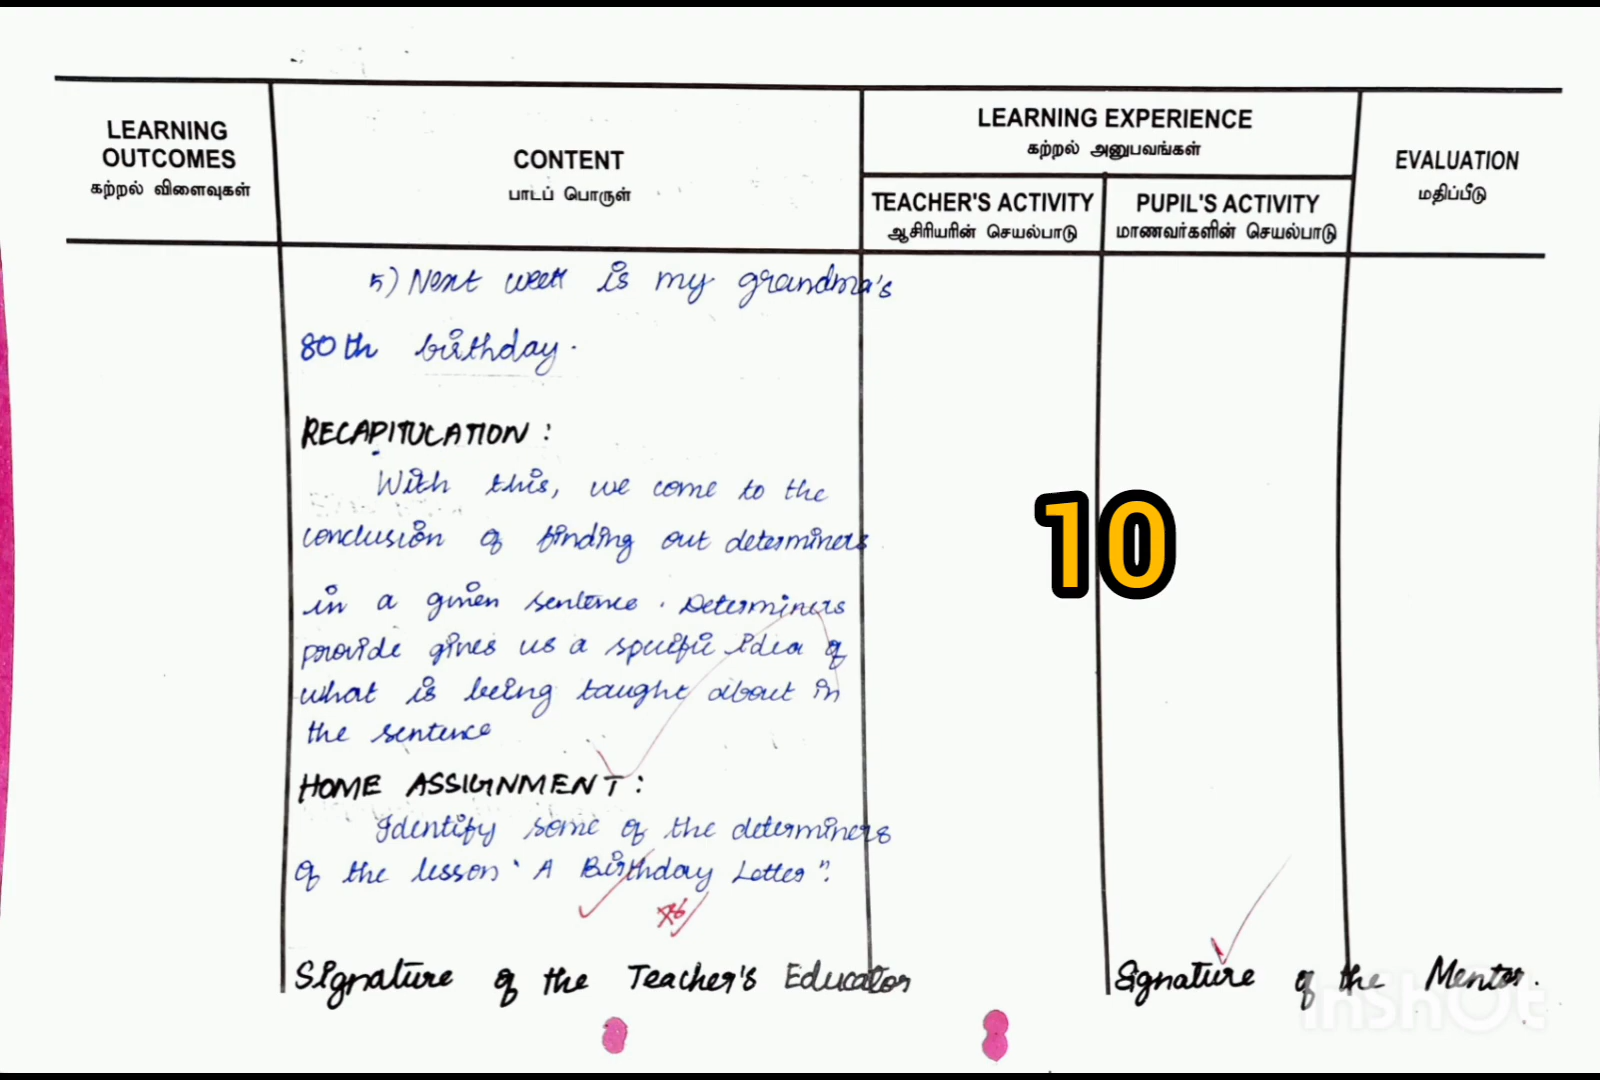 LEARNING
OUTCOMES
கற்றல் விளைவுகள்
CONTENT
பாடப் பொருள்
LEARNING EXPERIENCE
கற்றல் அனுபவங்கள்
TEACHER'S ACTIVITY
ஆசிரியரின் செயல்பாடு
PUPIL'S ACTIVITY
மாணவர்களின் செயல்பாடு
EVALUATION
மதிப்பீடு
5) Next week is my grandma's
80th birthday.
RECAPITULATION :
With this, we come to the
conclusion of finding out determiners
in a given sentence. Determiners
provide gives us a specific idea of
what is being taught about in
the sentence
HOME ASSIGNMENT :
Identify some of the determiners
of the lesson "A Birthday Letter".
Signature of the Teacher's Educator
Signature of the Mentor.
10
InShOt